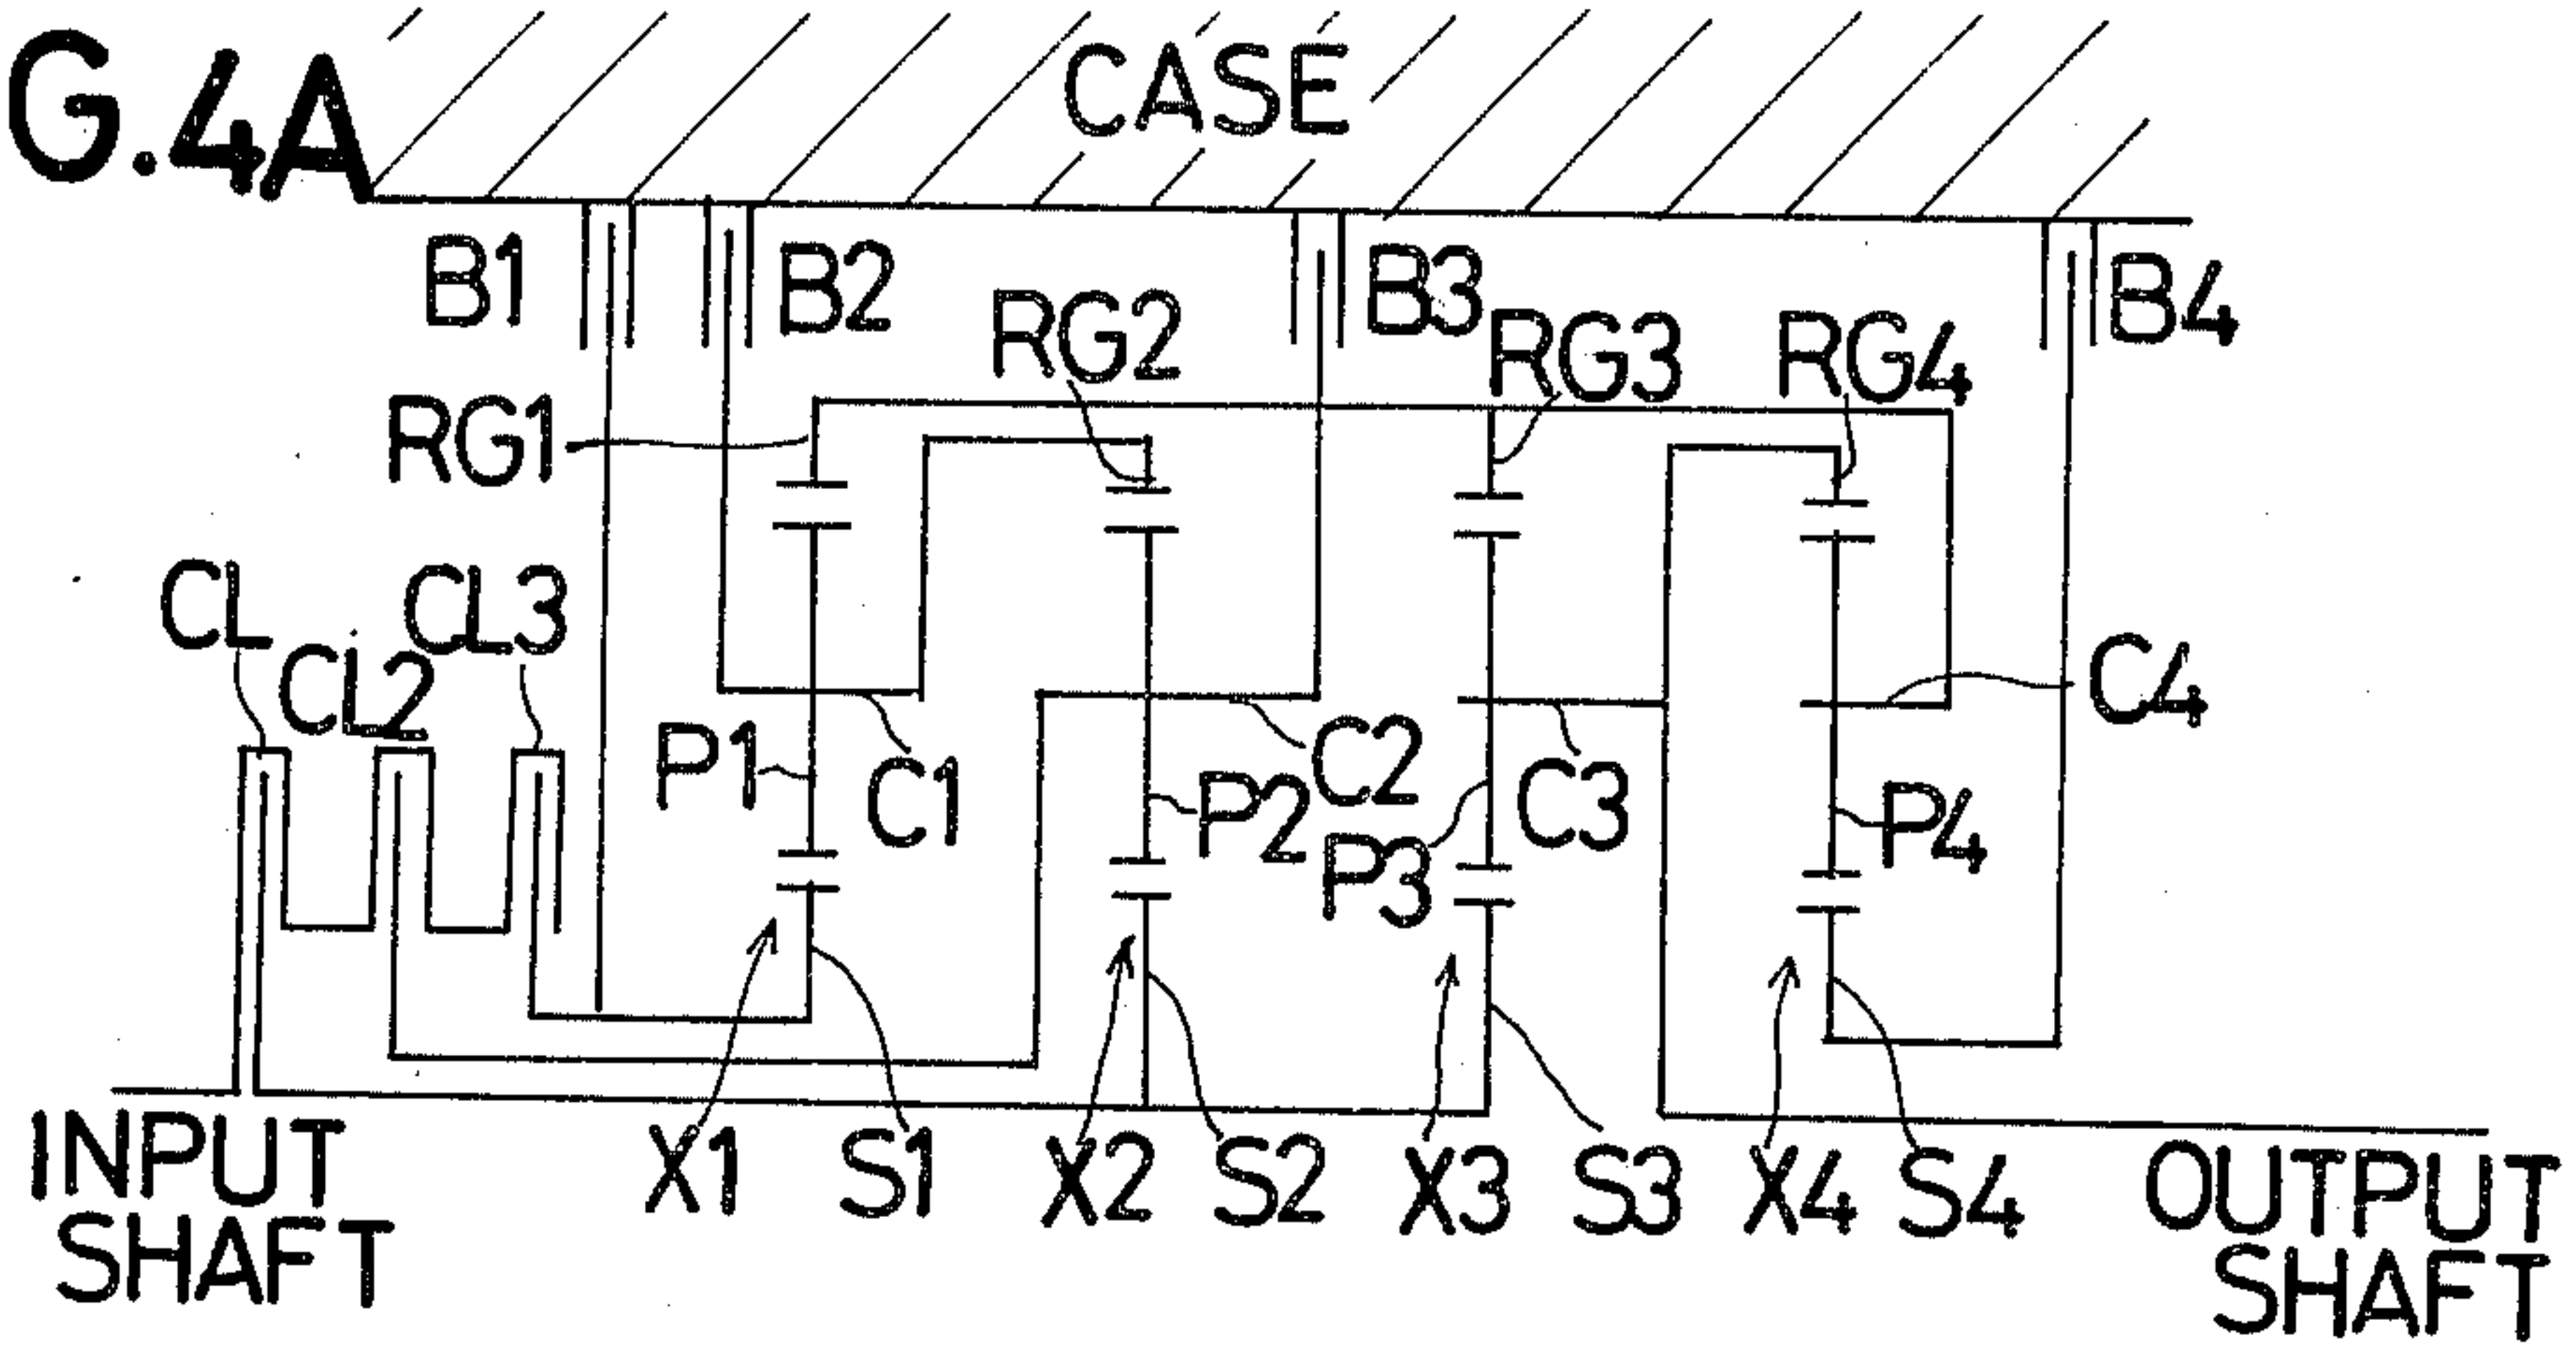 G.4A
CASE
B1
B2
B3
B4
RG1
RG2
RG3
RG4
CL
CL2
CL3
P1
C1
P2
C2
P3
C3
P4
C4
X1
S1
X2
S2
X3
S3
X4
S4
INPUT
SHAFT
OUTPUT
SHAFT